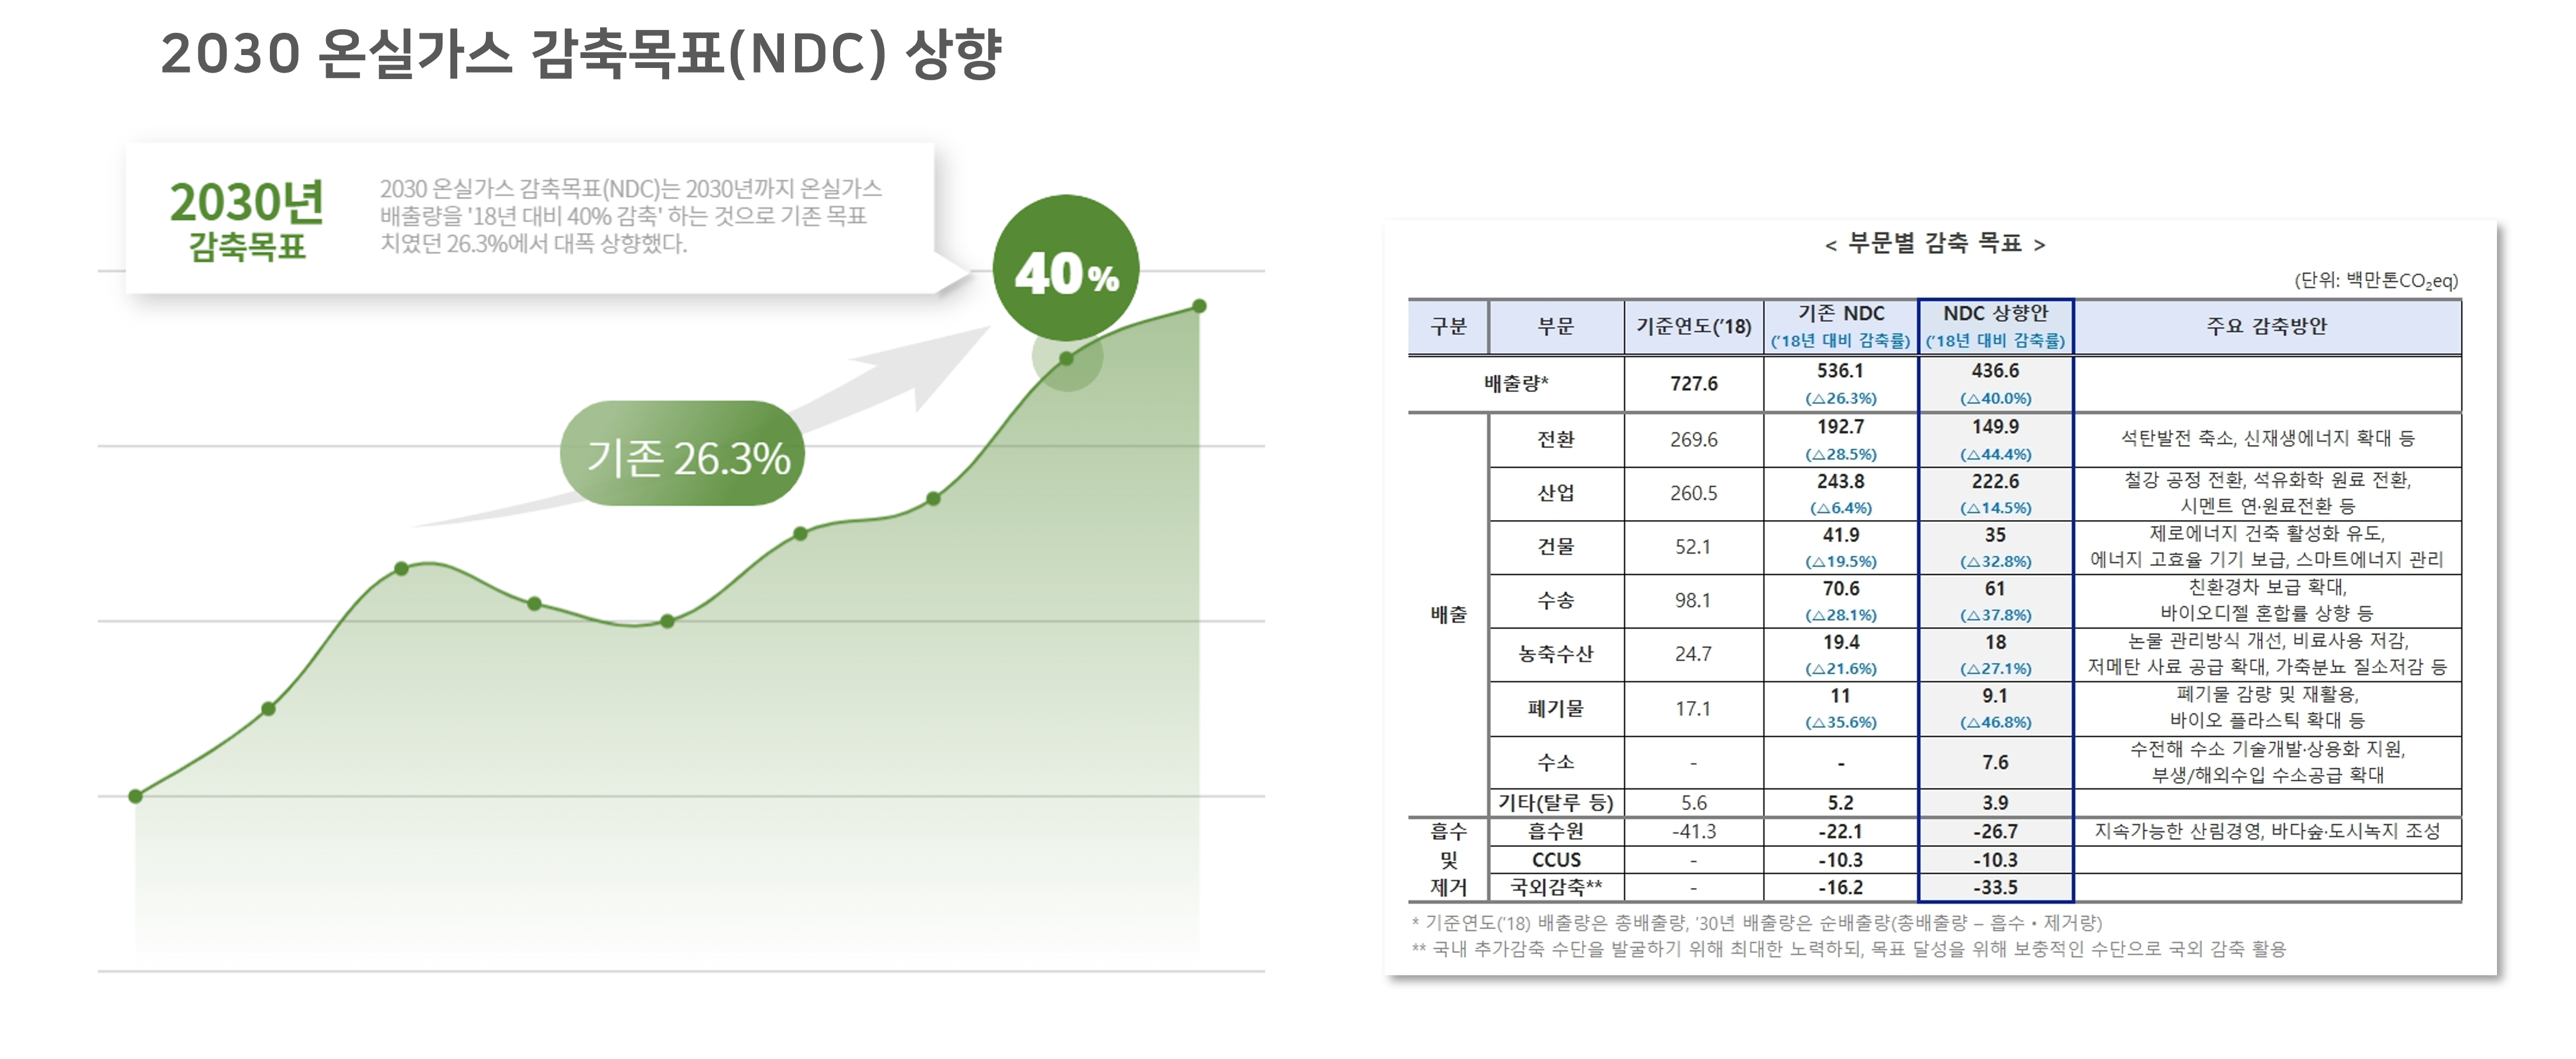 2030 온실가스 감축목표(NDC) 상향
2030년
감축목표
2030 온실가스 감축목표(NDC)는 2030년까지 온실가스
배출량을 '18년 대비 40% 감축' 하는 것으로 기존 목표
치였던 26.3%에서 대폭 상향했다.
40%
기존 26.3%
< 부문별 감축 목표 >
(단위: 백만톤CO₂eq)
구분 부문 기준연도('18) 기존 NDC ('18년 대비 감축률) NDC 상향안 ('18년 대비 감축률) 주요 감축방안
배출량* 727.6 536.1 436.6
(△26.3%) (△40.0%)
배출
전환 269.6 192.7 149.9 석탄발전 축소, 신재생에너지 확대 등
(△28.5%) (△44.4%)
산업 260.5 243.8 222.6 철강 공정 전환, 석유화학 원료 전환,
(△6.4%) (△14.5%) 시멘트 연·원료전환 등
건물 52.1 41.9 35 제로에너지 건축 활성화 유도,
(△19.5%) (△32.8%) 에너지 고효율 기기 보급, 스마트에너지 관리
수송 98.1 70.6 61 친환경차 보급 확대,
(△28.1%) (△37.8%) 바이오디젤 혼합률 상향 등
농축수산 24.7 19.4 18 논물 관리방식 개선, 비료사용 저감,
(△21.6%) (△27.1%) 저메탄 사료 공급 확대, 가축분뇨 질소저감 등
폐기물 17.1 11 9.1 폐기물 감량 및 재활용,
(△35.6%) (△46.8%) 바이오 플라스틱 확대 등
수소 - - 7.6 수전해 수소 기술개발·상용화 지원,
부생/해외수입 수소공급 확대
기타(탈루 등) 5.6 5.2 3.9
흡수 및 제거
흡수원 -41.3 -22.1 -26.7 지속가능한 산림경영, 바다숲·도시녹지 조성
CCUS - -10.3 -10.3
국외감축** - -16.2 -33.5
* 기준연도('18) 배출량은 총배출량, '30년 배출량은 순배출량(총배출량 – 흡수・제거량)
** 국내 추가감축 수단을 발굴하기 위해 최대한 노력하되, 목표 달성을 위해 보충적인 수단으로 국외 감축 활용